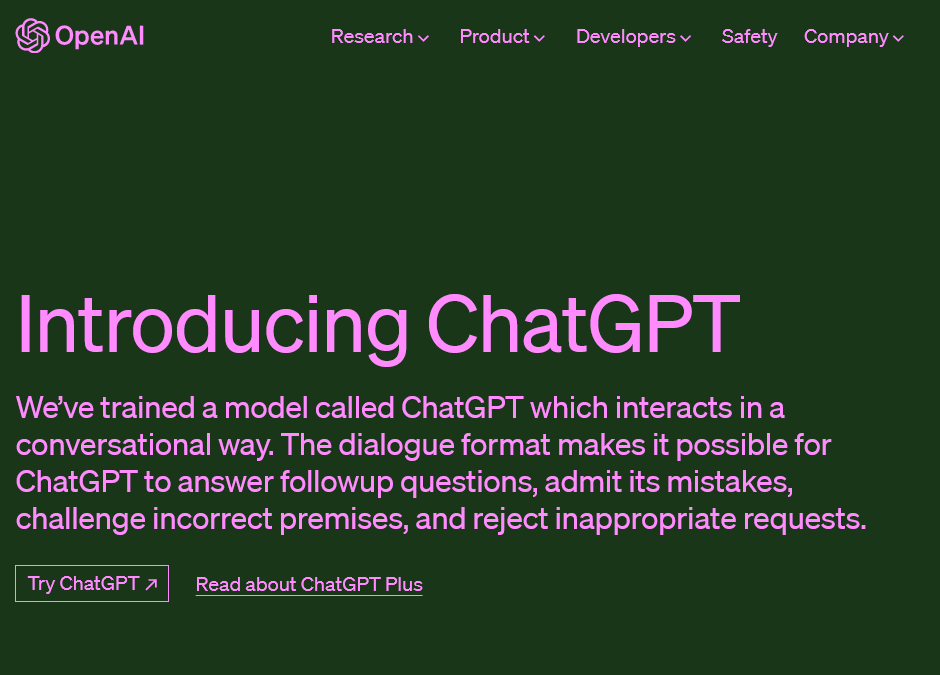 OpenAI
Research Product Developers Safety Company
Introducing ChatGPT
We’ve trained a model called ChatGPT which interacts in a
conversational way. The dialogue format makes it possible for
ChatGPT to answer followup questions, admit its mistakes,
challenge incorrect premises, and reject inappropriate requests.
Try ChatGPT ↗
Read about ChatGPT Plus